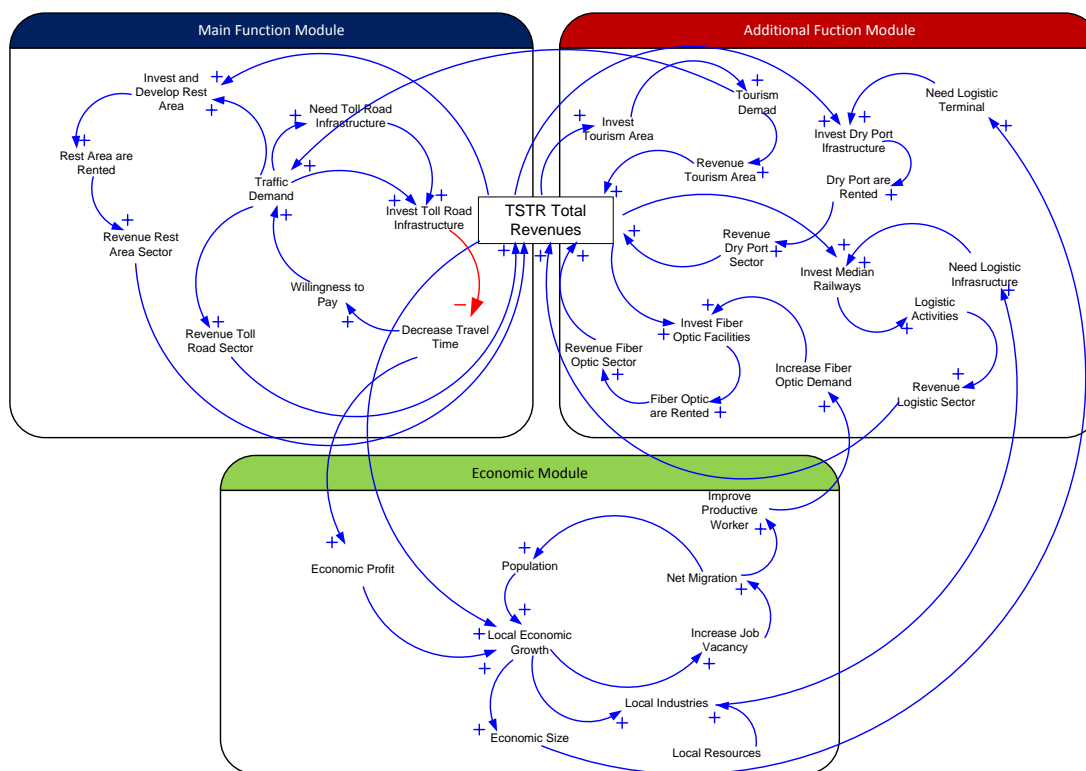 Main Function Module
Invest and
Develop Rest
Area
Need Toll Road
Infrastructure
Rest Area are
Rented
Traffic
Demand
Invest Toll Road
Infrastructure
Revenue Rest
Area Sector
Willingness to
Pay
Revenue Toll
Road Sector
Decrease Travel
Time
TSTR Total
Revenues
Additional Fuction Module
Tourism
Demad
Need Logistic
Terminal
Invest
Tourism Area
Invest Dry Port
Ifrastructure
Revenue
Tourism Area
Dry Port are
Rented
Revenue
Dry Port
Sector
Invest Median
Railways
Need Logistic
Infrasructure
Logistic
Activities
Invest Fiber
Optic Facilities
Revenue Fiber
Optic Sector
Increase Fiber
Optic Demand
Revenue
Logistic Sector
Fiber Optic
are Rented
Economic Module
Improve
Productive
Worker
Economic Profit
Population
Net Migration
Local Economic
Growth
Increase Job
Vacancy
Local Industries
Economic Size
Local Resources